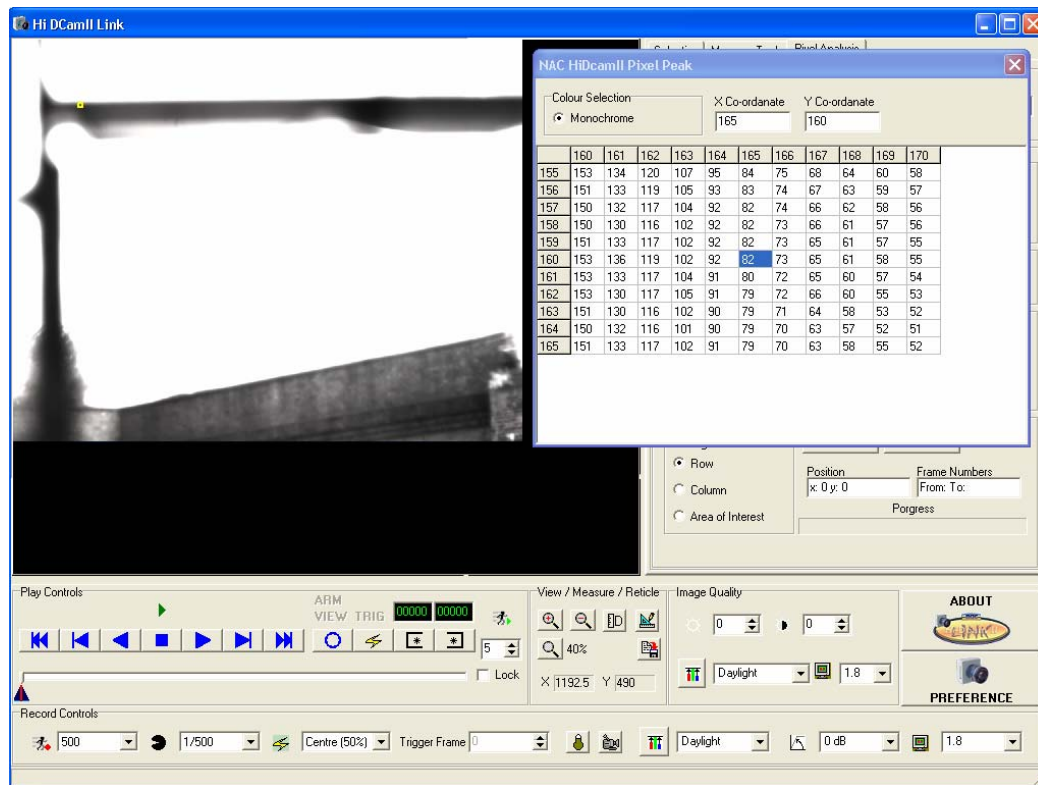 Hi DCamII Link
Pixel Analysis
NAC HiDcamII Pixel Peak
Colour Selection
Monochrome
X Co-ordanate
Y Co-ordanate
165
160
160 161 162 163 164 165 166 167 168 169 170
155 153 134 120 107 95 84 75 68 64 60 58
156 151 133 119 105 93 83 74 67 63 59 57
157 150 132 117 104 92 82 74 66 62 58 56
158 150 130 116 102 92 82 73 66 61 57 56
159 151 133 117 102 92 82 73 65 61 57 55
160 153 136 119 102 92 82 73 65 61 58 55
161 153 133 117 104 91 80 72 65 60 57 54
162 153 130 117 105 91 79 72 66 60 55 53
163 151 130 116 102 90 79 71 64 58 53 52
164 150 132 116 101 90 79 70 63 57 52 51
165 151 133 117 102 91 79 70 63 58 55 52
Row
Column
Area of Interest
Position
x: 0 y: 0
Frame Numbers
From: To:
Porgress
Play Controls
ARM
VIEW TRIG 00000 00000
5
Lock
View / Measure / Reticle
40%
X 1192.5 Y 490
Image Quality
0
0
Daylight
1.8
ABOUT
LINK
PREFERENCE
Record Controls
500
1/500
Centre (50%)
Trigger Frame 0
Daylight
0 dB
1.8